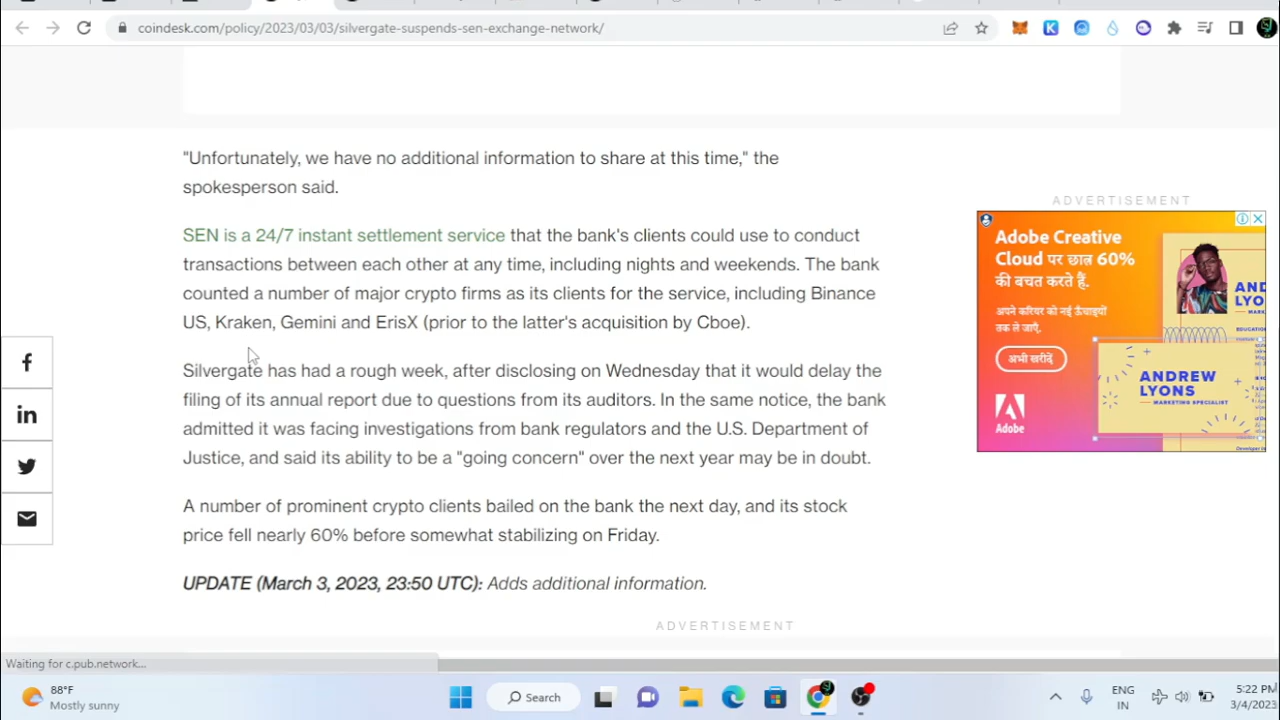 coindesk.com/policy/2023/03/03/silvergate-suspends-sen-exchange-network/
"Unfortunately, we have no additional information to share at this time," the
spokesperson said.
SEN is a 24/7 instant settlement service that the bank's clients could use to conduct
transactions between each other at any time, including nights and weekends. The bank
counted a number of major crypto firms as its clients for the service, including Binance
US, Kraken, Gemini and ErisX (prior to the latter's acquisition by Cboe).
Silvergate has had a rough week, after disclosing on Wednesday that it would delay the
filing of its annual report due to questions from its auditors. In the same notice, the bank
admitted it was facing investigations from bank regulators and the U.S. Department of
Justice, and said its ability to be a "going concern" over the next year may be in doubt.
A number of prominent crypto clients bailed on the bank the next day, and its stock
price fell nearly 60% before somewhat stabilizing on Friday.
UPDATE (March 3, 2023, 23:50 UTC): Adds additional information.
ADVERTISEMENT
ADVERTISEMENT
Adobe Creative
Cloud पर छात्र 60%
की बचत करते हैं.
अपने करियर को नई ऊँचाइयों
तक ले जाएँ.
अभी खरीदें
Adobe
AND
LYO
MARK
ANDREW
LYONS
MARKETING SPECIALIST
Waiting for c.pub.network...
88°F
Mostly sunny
Search
ENG
IN
5:22 PM
3/4/2023